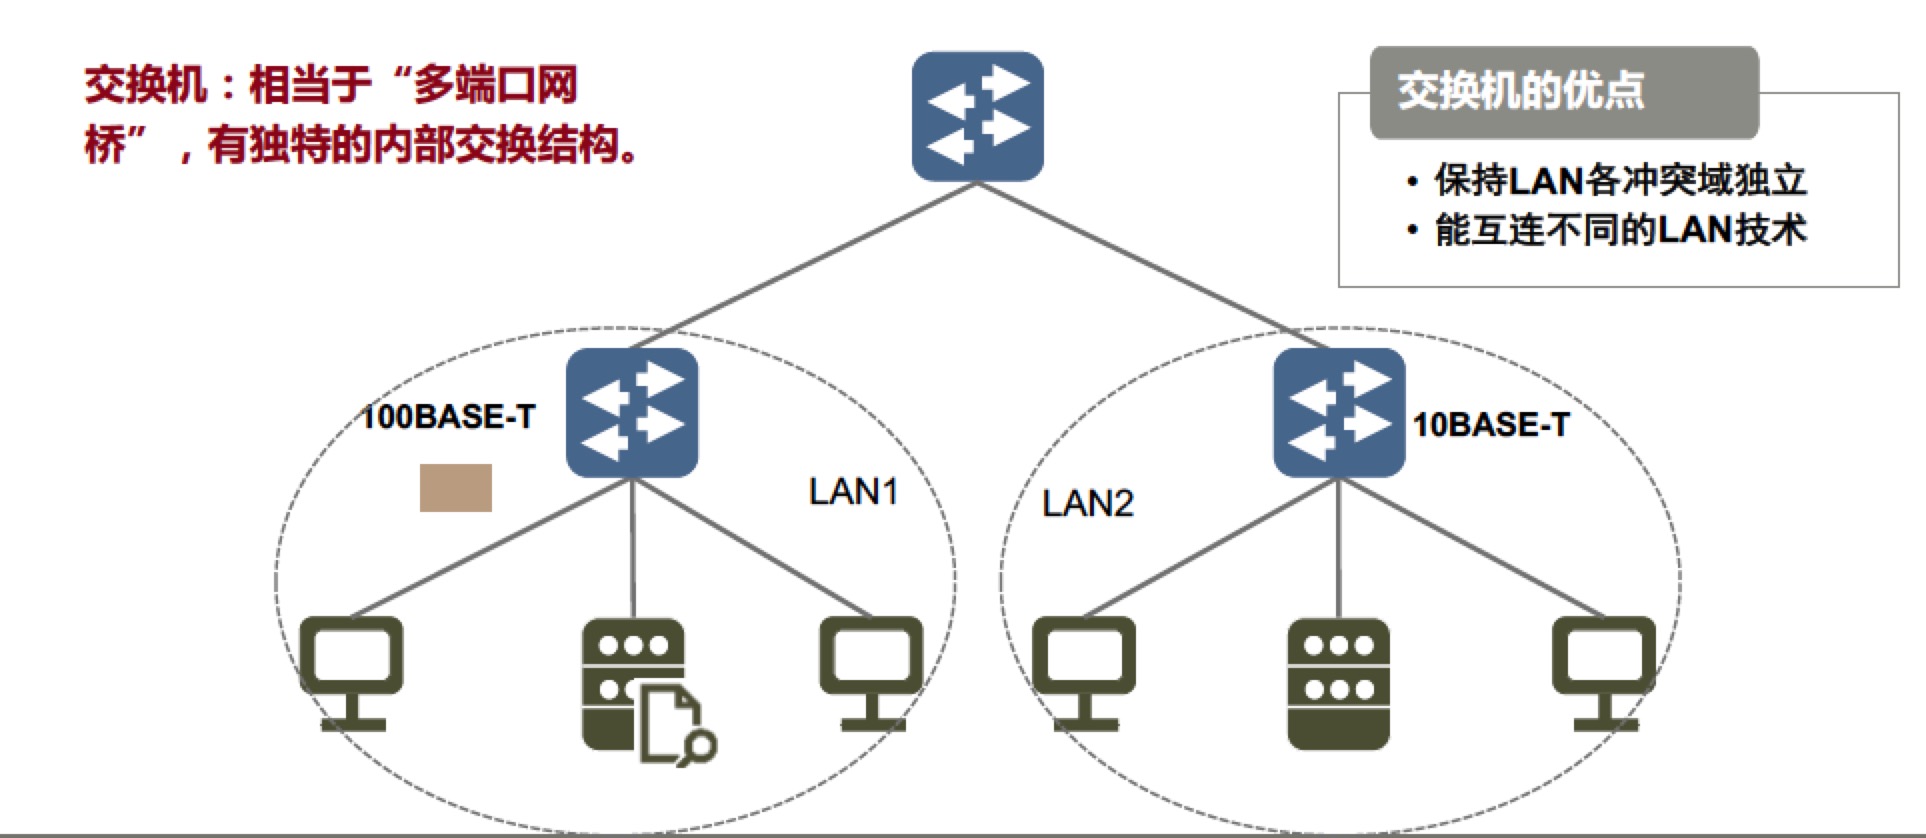 交换机：相当于“多端口网
桥”，有独特的内部交换结构。
交换机的优点
• 保持LAN各冲突域独立
• 能互连不同的LAN技术
100BASE-T
10BASE-T
LAN1
LAN2